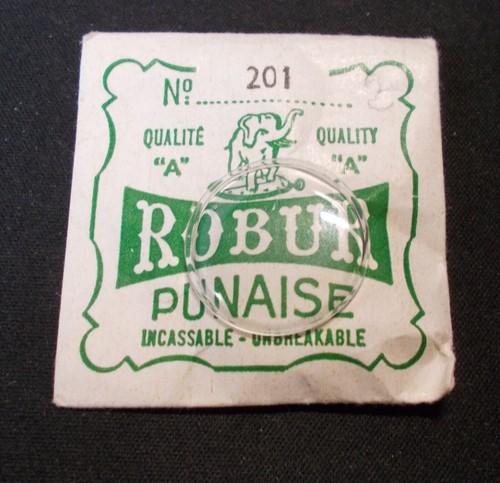 Nº 201
QUALITÉ QUALITY
"A" "A"
ROBUR
PUNAISE
INCASSABLE - UNBREAKABLE